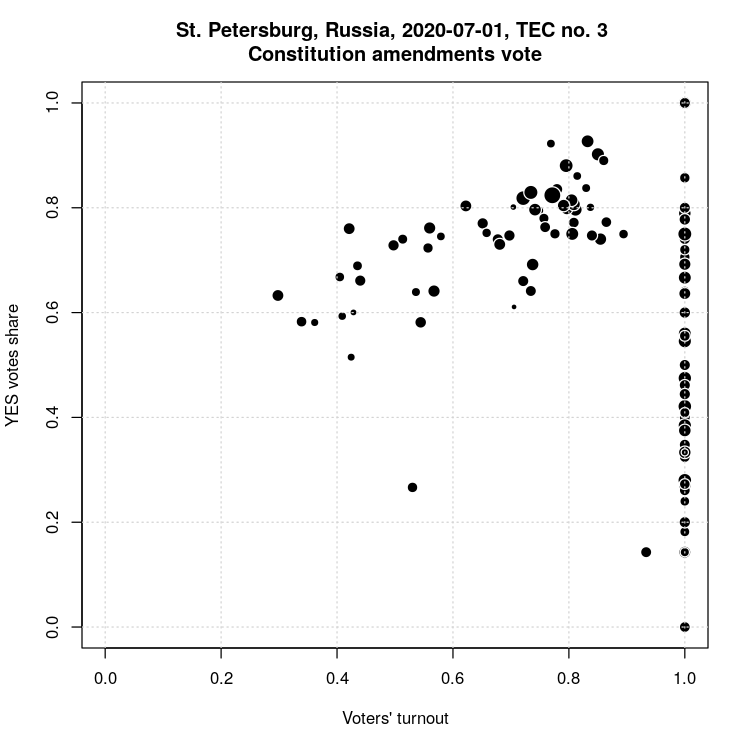 St. Petersburg, Russia, 2020-07-01, TEC no. 3
Constitution amendments vote
YES votes share
1.0
0.8
0.6
0.4
0.2
0.0
0.0 0.2 0.4 0.6 0.8 1.0
Voters' turnout